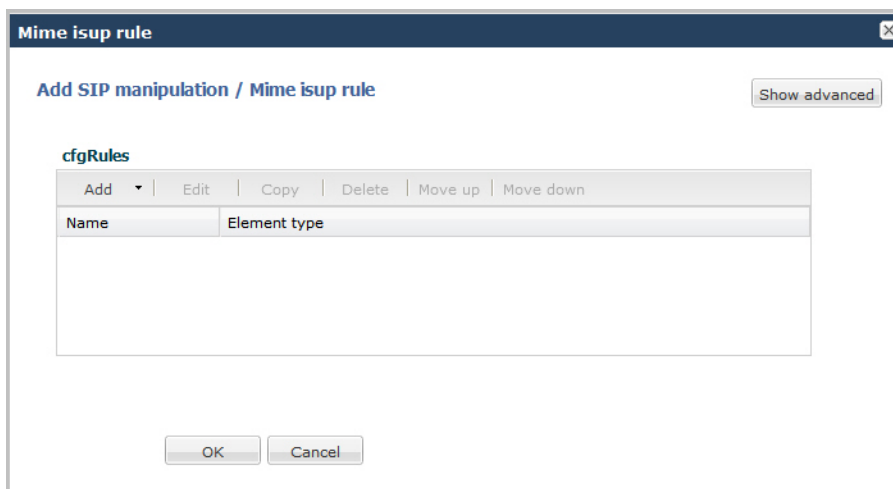 Mime isup rule
Add SIP manipulation / Mime isup rule
Show advanced
cfgRules
Add Edit Copy Delete Move up Move down
Name Element type
OK Cancel